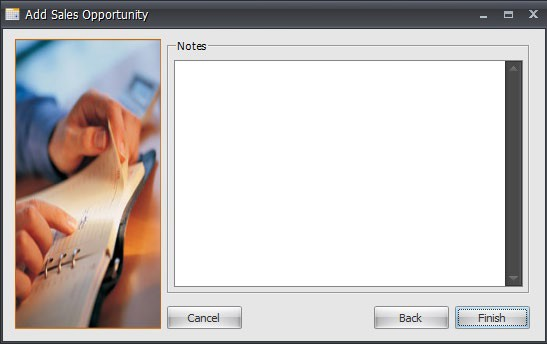 Add Sales Opportunity
Notes
Cancel
Back
Finish